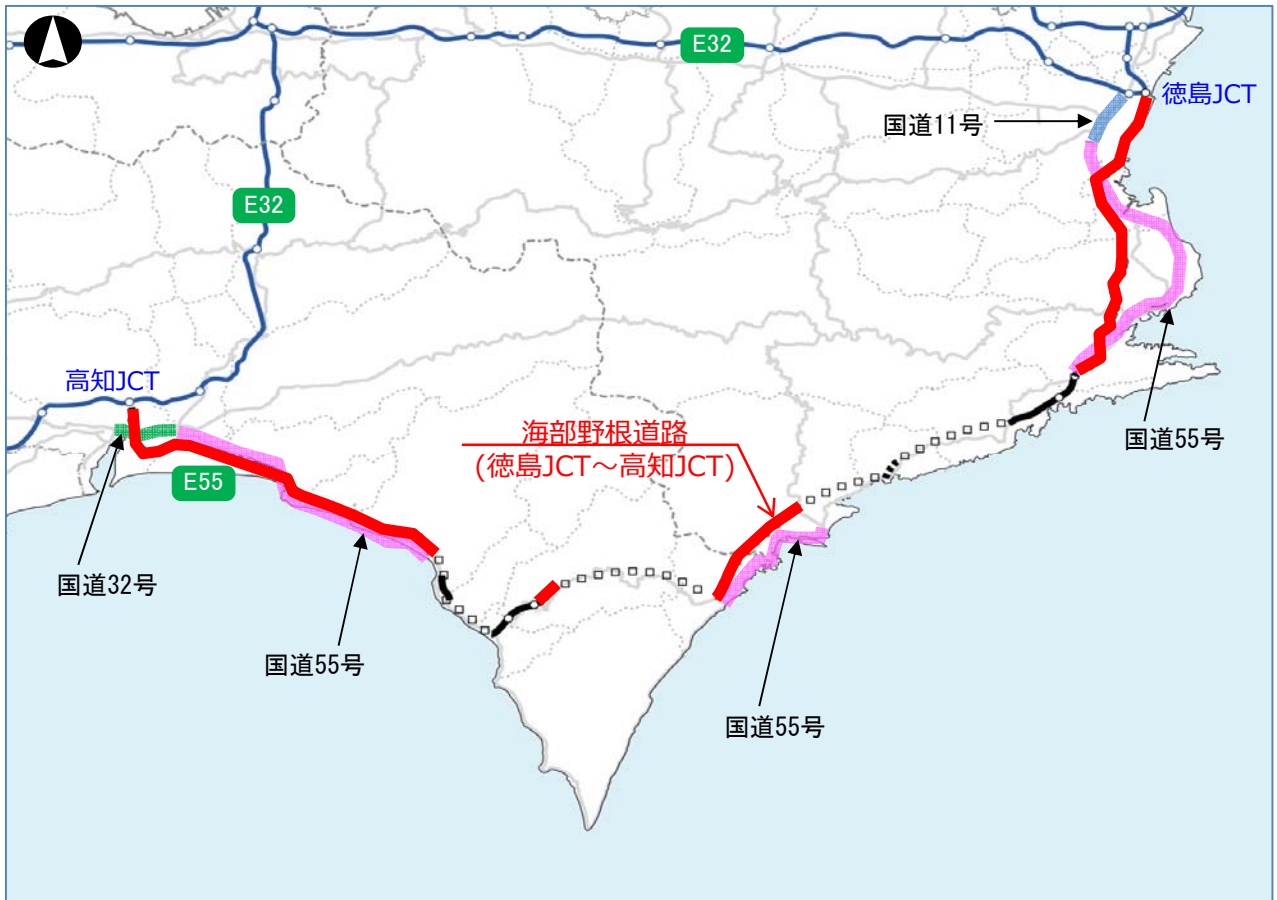 E32
徳島JCT
国道11号
E32
高知JCT
海部野根道路
(徳島JCT～高知JCT)
国道55号
E55
国道32号
国道55号
国道55号